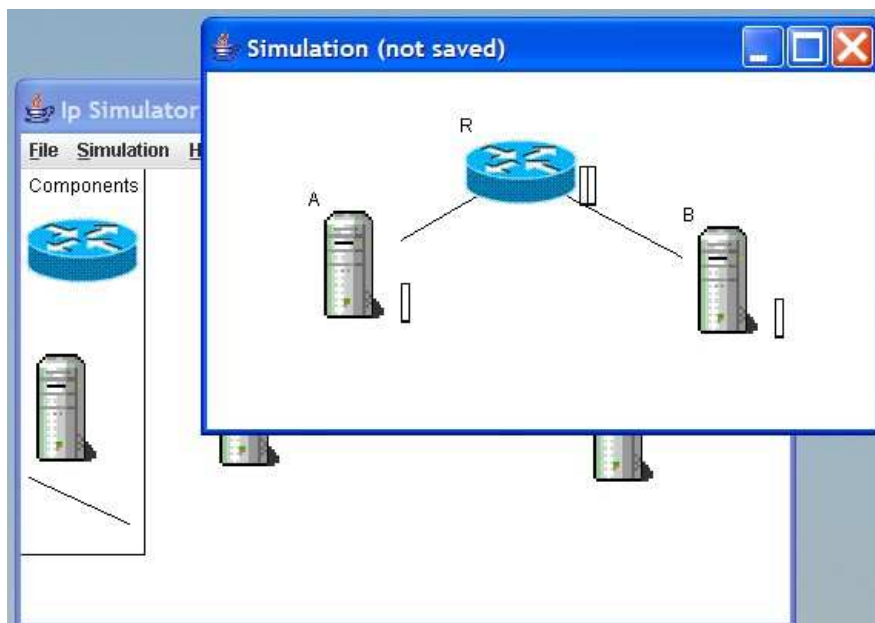 Simulation (not saved)
Ip Simulator
File Simulation H
Components
R
A
B